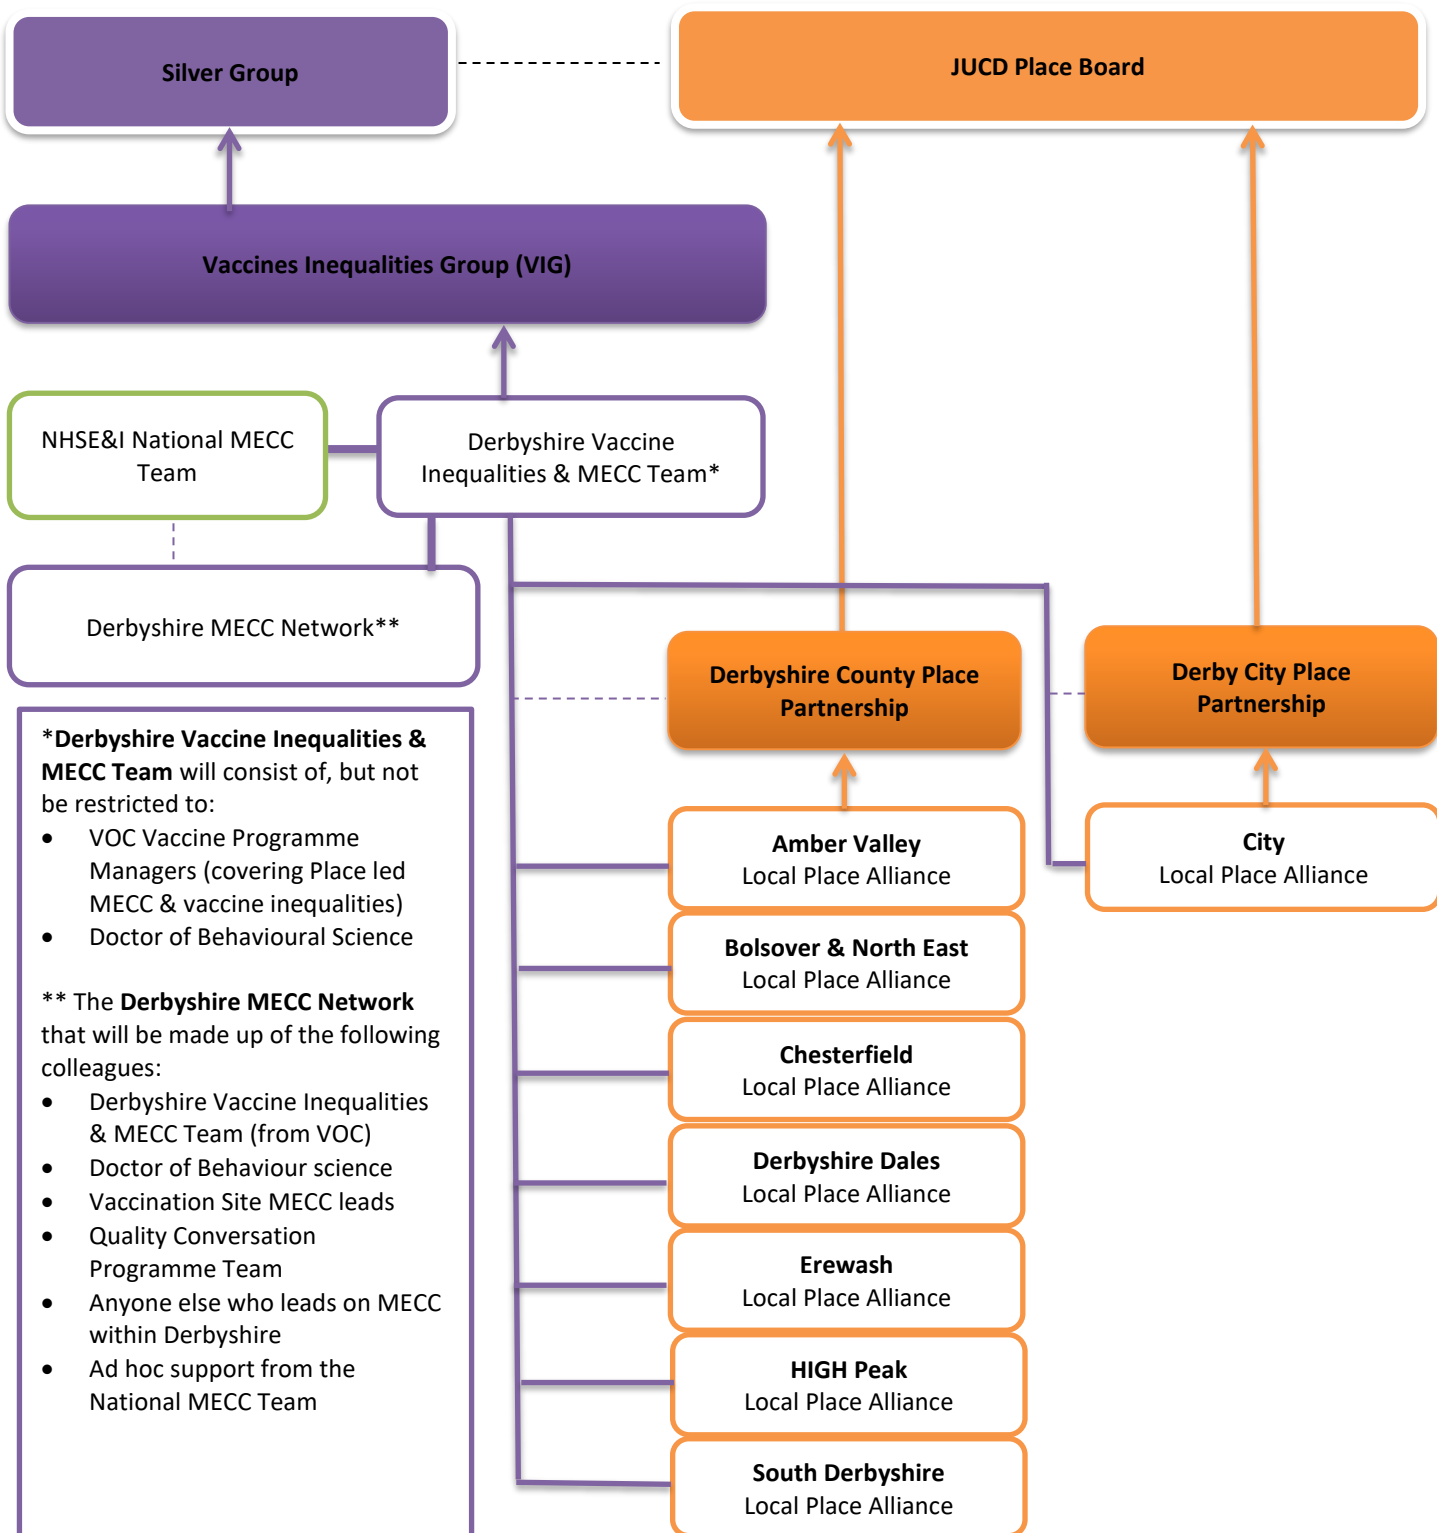 Silver Group
JUCD Place Board
Vaccines Inequalities Group (VIG)
NHSE&I National MECC
Team
Derbyshire Vaccine
Inequalities & MECC Team*
Derbyshire MECC Network**
Derbyshire County Place
Partnership
Derby City Place
Partnership
*Derbyshire Vaccine Inequalities &
MECC Team will consist of, but not
be restricted to:
• VOC Vaccine Programme
Managers (covering Place led
MECC & vaccine inequalities)
• Doctor of Behavioural Science
** The Derbyshire MECC Network
that will be made up of the following
colleagues:
• Derbyshire Vaccine Inequalities
& MECC Team (from VOC)
• Doctor of Behaviour science
• Vaccination Site MECC leads
• Quality Conversation
Programme Team
• Anyone else who leads on MECC
within Derbyshire
• Ad hoc support from the
National MECC Team
Amber Valley
Local Place Alliance
Bolsover & North East
Local Place Alliance
Chesterfield
Local Place Alliance
Derbyshire Dales
Local Place Alliance
Erewash
Local Place Alliance
HIGH Peak
Local Place Alliance
South Derbyshire
Local Place Alliance
City
Local Place Alliance